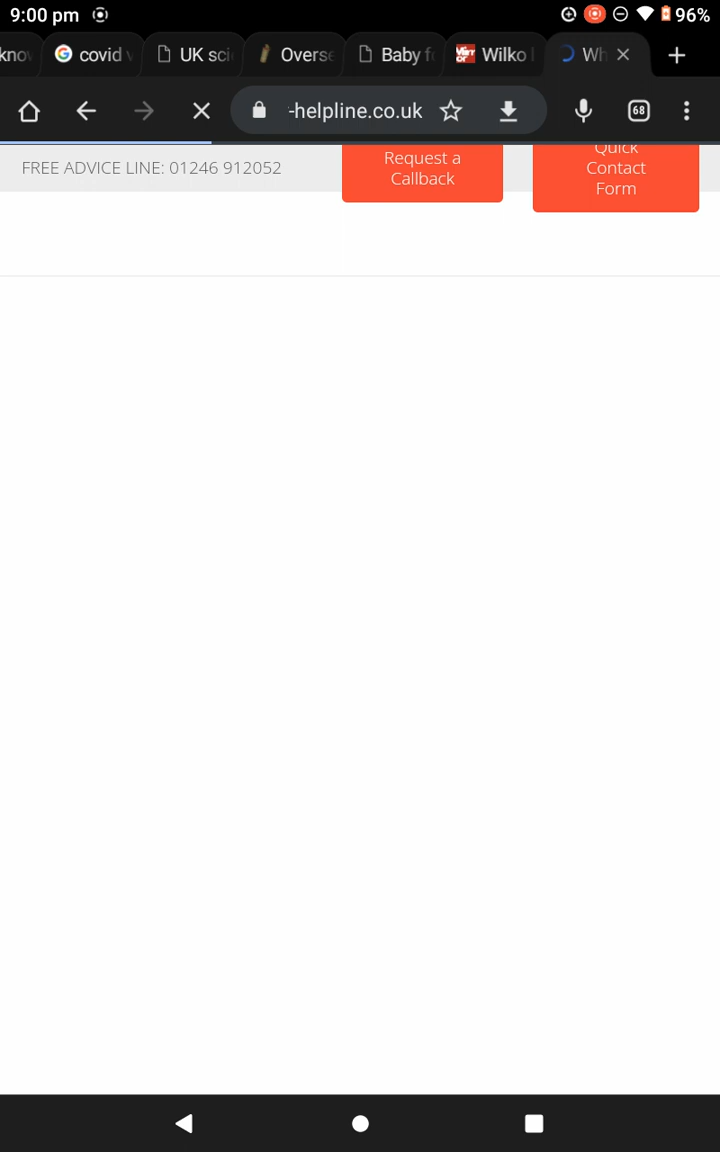 9:00 pm 96%
covid
UK sci
Overse
Baby
Wilko
Wh
-helpline.co.uk
68
FREE ADVICE LINE: 01246 912052
Request a
Callback
Quick
Contact
Form